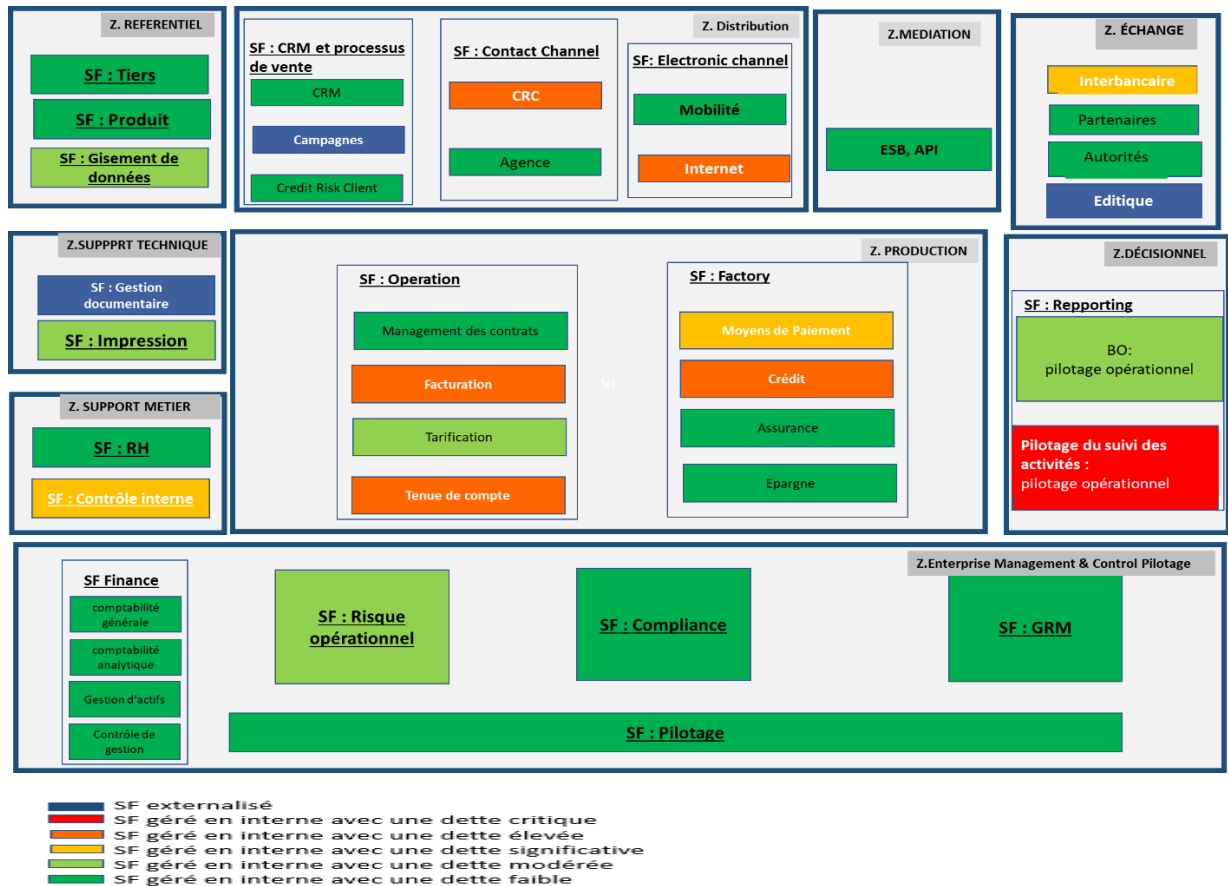 Z. REFERENTIEL
SF : Tiers
SF : Produit
SF : Gisement de
données
Z. Distribution
SF : CRM et processus
de vente
CRM
Campagnes
Credit Risk Client
SF : Contact Channel
CRC
Agence
SF: Electronic channel
Mobilité
Internet
Z.MEDIATION
ESB, API
Z. ÉCHANGE
Interbancaire
Partenaires
Autorités
Editique
Z.SUPPPRT TECHNIQUE
SF : Gestion
documentaire
SF : Impression
Z. SUPPORT METIER
SF : RH
SF : Contrôle interne
Z. PRODUCTION
SF : Operation
Management des contrats
Facturation
Tarification
Tenue de compte
VI
SF : Factory
Moyens de Paiement
Crédit
Assurance
Epargne
Z.DÉCISIONNEL
SF : Repporting
BO:
pilotage opérationnel
Pilotage du suivi des
activités :
pilotage opérationnel
Z.Enterprise Management & Control Pilotage
SF Finance
comptabilité
générale
comptabilité
analytique
Gestion d'actifs
Contrôle de
gestion
SF : Risque
opérationnel
SF : Compliance
SF : GRM
SF : Pilotage
SF externalisé
SF géré en interne avec une dette critique
SF géré en interne avec une dette élevée
SF géré en interne avec une dette significative
SF géré en interne avec une dette modérée
SF géré en interne avec une dette faible